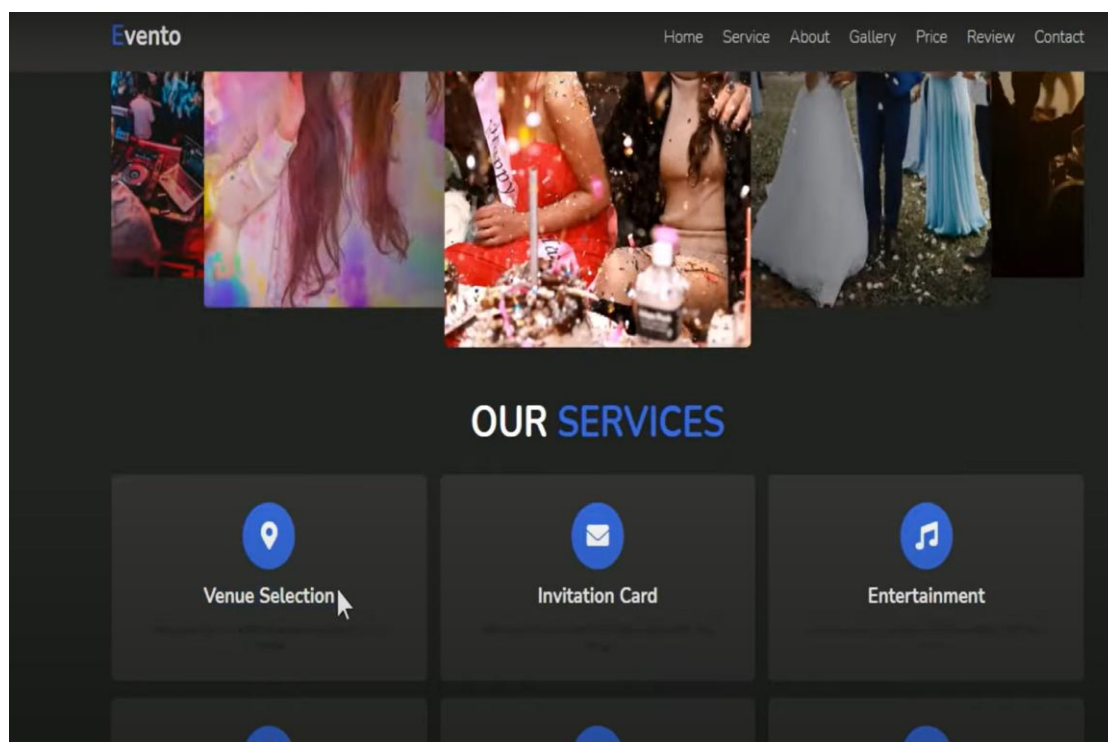 Evento
Home Service About Gallery Price Review Contact
OUR SERVICES
Venue Selection
Invitation Card
Entertainment